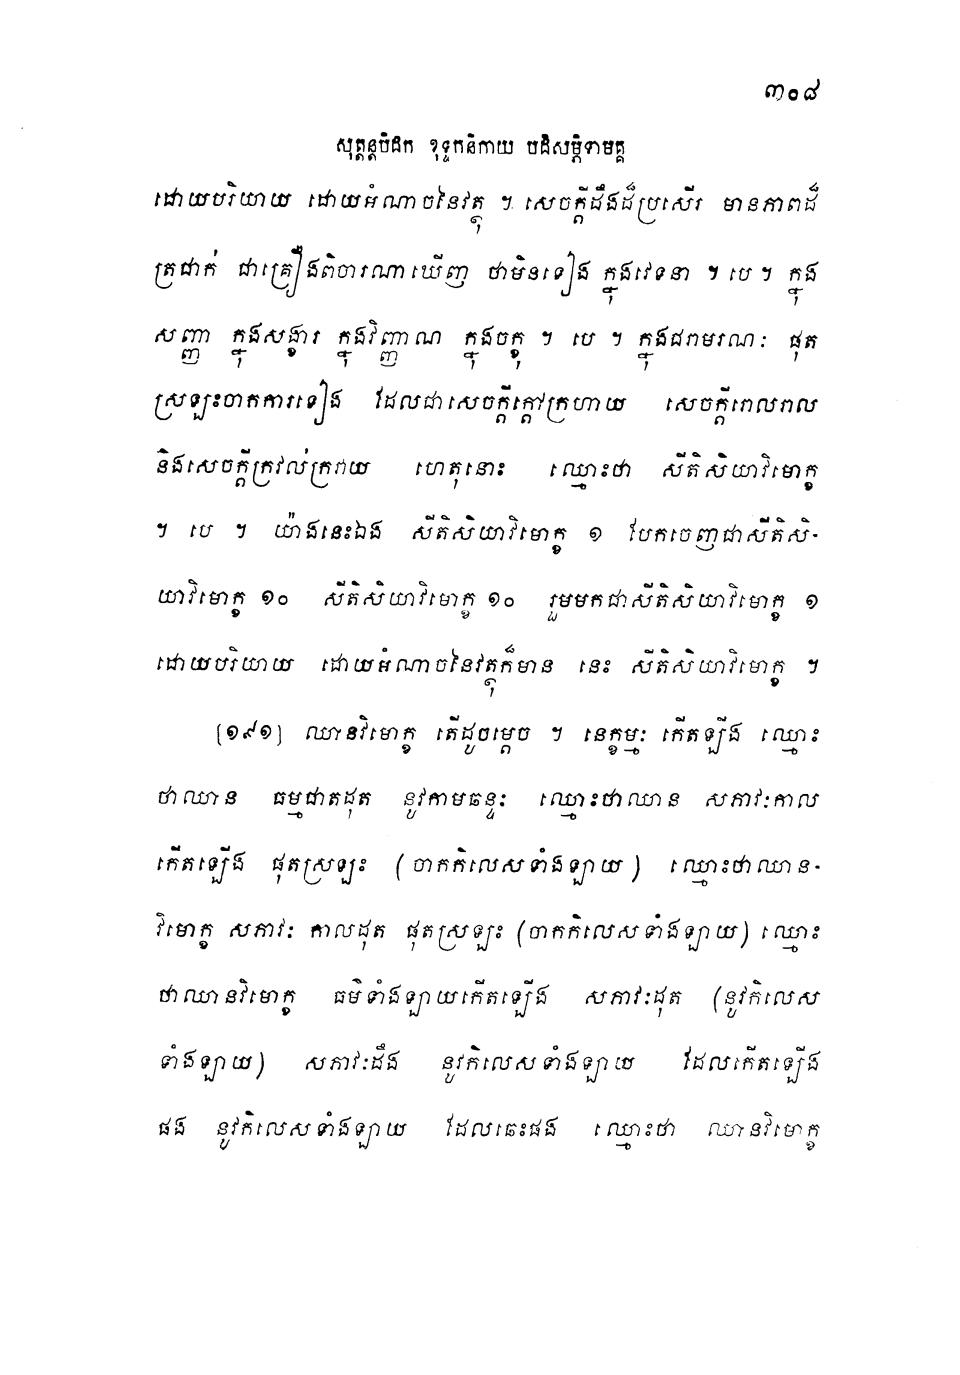 ៣០៨
សុត្តន្តបិដក ខុទ្ទកនិកាយ បដិសម្ភិទាមគ្គ
ដោយបរិយាយ ដោយអំណាចនៃវត្ថុ ។ សេចក្តីដឹងដ៏ប្រសើរ មានភាពដ៏
ត្រជាក់ ជាគ្រឿងពិចារណាឃើញ ថាមិនទៀង ក្នុងវេទនា ។ បេ ។ ក្នុង
សញ្ញា ក្នុងសង្ខារ ក្នុងវិញ្ញាណ ក្នុងចក្ខុ ។ បេ ។ ក្នុងជរាមរណៈ ផុត
ស្រឡះចាកការទៀង ដែលជាសេចក្តីក្តៅក្រហាយ សេចក្តីរោលរាល
និងសេចក្តីក្រវល់ក្រវាយ ហេតុនោះ ឈ្មោះថា សីតិសិយាវិមោក្ខ
។ បេ ។ យ៉ាងនេះឯង សីតិសិយាវិមោក្ខ ១ បែកចេញជាសីតិសិ-
យាវិមោក្ខ ១០ សីតិសិយាវិមោក្ខ ១០ រួមមកជាសីតិសិយាវិមោក្ខ ១
ដោយបរិយាយ ដោយអំណាចនៃវត្ថុក៏មាន នេះ សីតិសិយាវិមោក្ខ ។
[១៩១] ឈានវិមោក្ខ តើដូចម្តេច ។ នេក្ខម្មៈ កើតឡើង ឈ្មោះ
ថាឈាន ធម្មជាតដុត នូវកាមឆន្ទៈ ឈ្មោះថាឈាន សភាវៈកាល
កើតឡើង ផុតស្រឡះ (ចាកកិលេសទាំងឡាយ) ឈ្មោះថាឈាន-
វិមោក្ខ សភាវៈ កាលដុត ផុតស្រឡះ (ចាកកិលេសទាំងឡាយ) ឈ្មោះ
ថាឈានវិមោក្ខ ធម៌ទាំងឡាយកើតឡើង សភាវៈដុត (នូវកិលេស
ទាំងឡាយ) សភាវៈដឹង នូវកិលេសទាំងឡាយ ដែលកើតឡើង
ផង នូវកិលេសទាំងឡាយ ដែលឆេះផង ឈ្មោះថា ឈានវិមោក្ខ